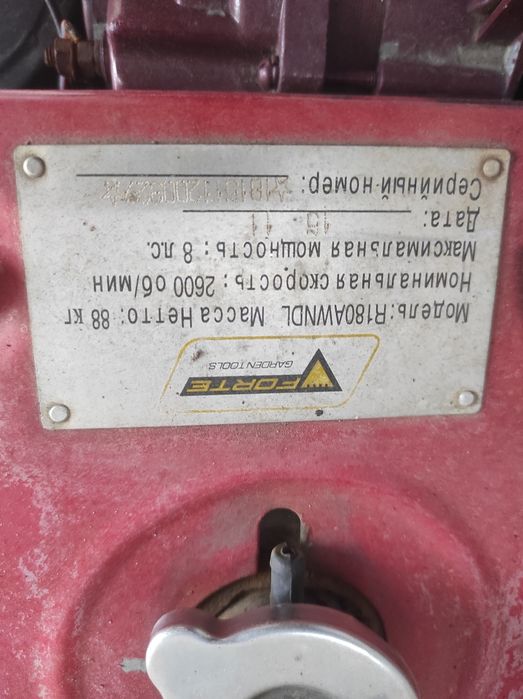 FORTE
GARDEN TOOLS
Модель:R180AWNDL Масса Нетто: 88 кг
Номинальная скорость: 2600 об/мин
Максимальная мощность: 8 л.с.
Дата: 16 11
Серийный номер: